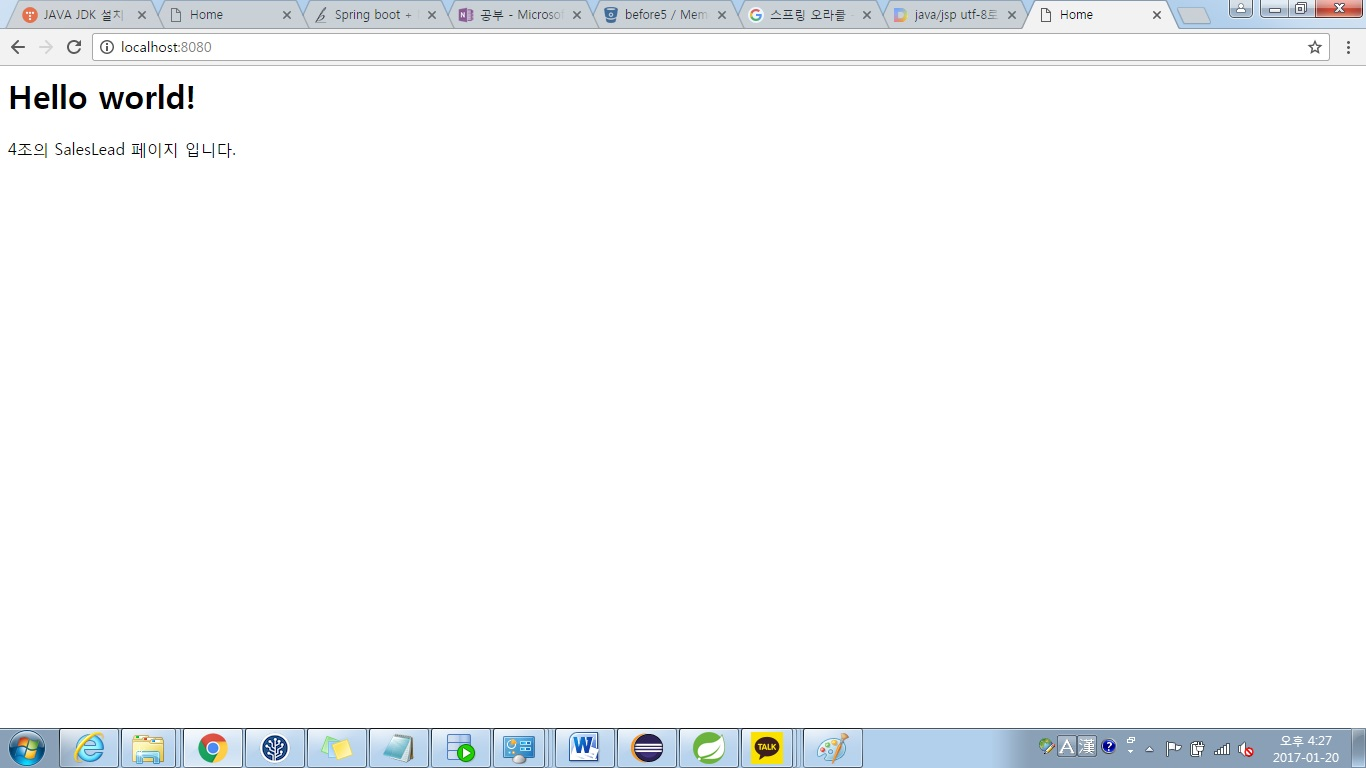 JAVA JDK 설치
Home
Spring boot +
공부 - Microsof
before5 / Mem
스프링 오라클
java/jsp utf-8로
Home
localhost:8080
Hello world!
4조의 SalesLead 페이지 입니다.
TALK
A 漢
오후 4:27
2017-01-20